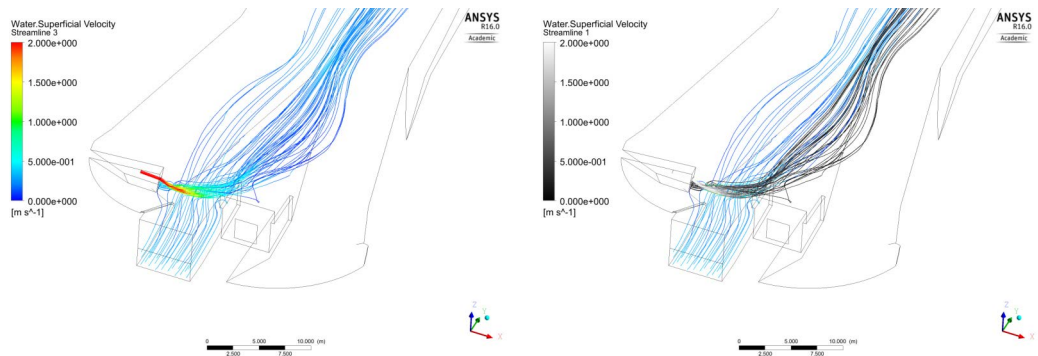 Water.Superficial Velocity
Streamline 3
2.000e+000
1.500e+000
1.000e+000
5.000e-001
0.000e+000
[m s^-1]
ANSYS
R16.0
Academic
Z
Y
X
0 5.000 10.000 (m)
2.500 7.500
Water.Superficial Velocity
Streamline 1
2.000e+000
1.500e+000
1.000e+000
5.000e-001
0.000e+000
[m s^-1]
ANSYS
R16.0
Academic
Z
Y
X
0 5.000 10.000 (m)
2.500 7.500